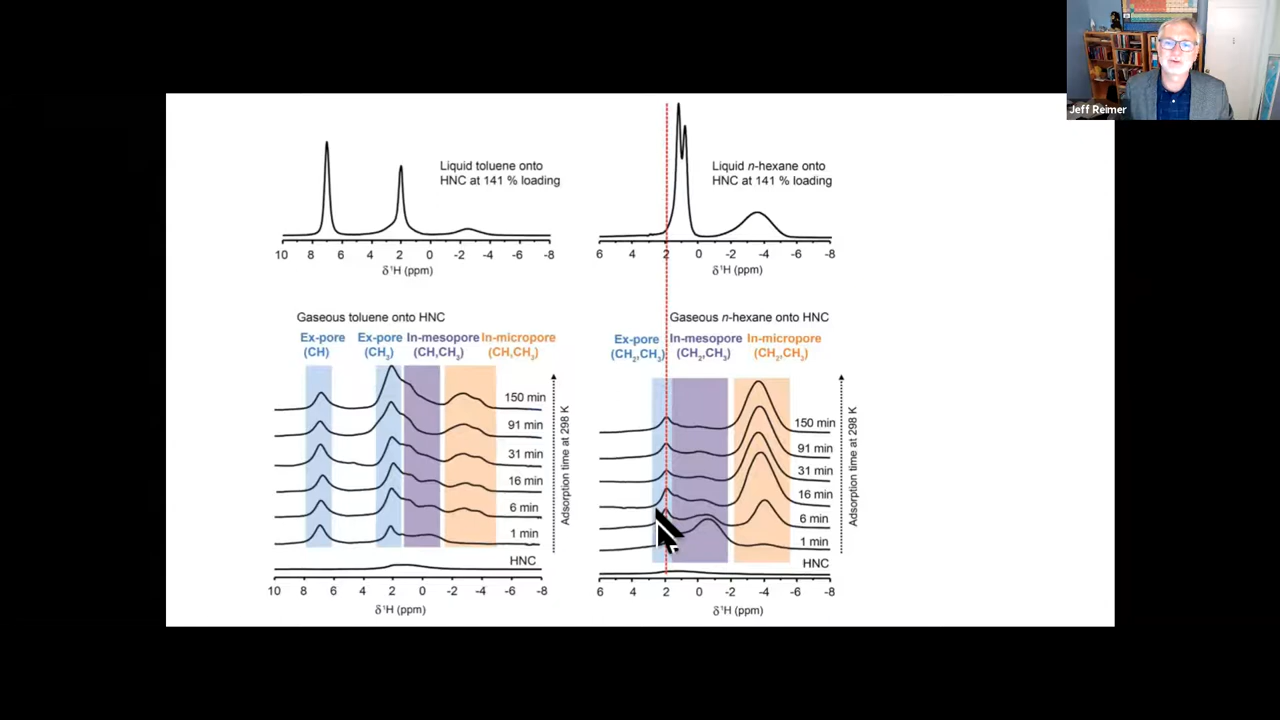 Jeff Reimer
Liquid toluene onto
HNC at 141 % loading
10 8 6 4 2 0 -2 -4 -6 -8
δ ¹H (ppm)
Liquid n-hexane onto
HNC at 141 % loading
6 4 2 0 -2 -4 -6 -8
δ ¹H (ppm)
Gaseous toluene onto HNC
Ex-pore
(CH)
Ex-pore
(CH₃)
In-mesopore
(CH,CH₃)
In-micropore
(CH,CH₃)
150 min
91 min
31 min
16 min
6 min
1 min
HNC
Adsorption time at 298 K
10 8 6 4 2 0 -2 -4 -6 -8
δ ¹H (ppm)
Gaseous n-hexane onto HNC
Ex-pore
(CH₂,CH₃)
In-mesopore
(CH₂,CH₃)
In-micropore
(CH₂,CH₃)
150 min
91 min
31 min
16 min
6 min
1 min
HNC
Adsorption time at 298 K
6 4 2 0 -2 -4 -6 -8
δ ¹H (ppm)